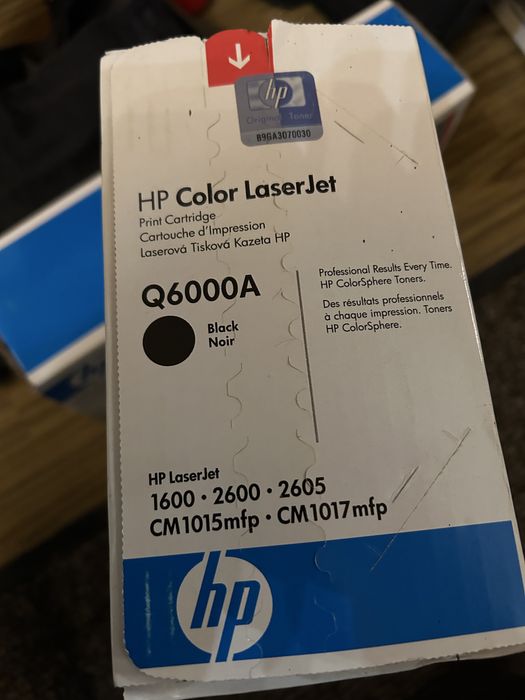 hp
Original Toner
B9GA3070030
HP Color LaserJet
Print Cartridge
Cartouche d'Impression
Laserová Tisková Kazeta HP
Q6000A
Black
Noir
Professional Results Every Time.
HP ColorSphere Toners.
Des résultats professionnels
à chaque impression. Toners
HP ColorSphere.
HP LaserJet
1600 · 2600 · 2605
CM1015mfp · CM1017mfp
hp
hp